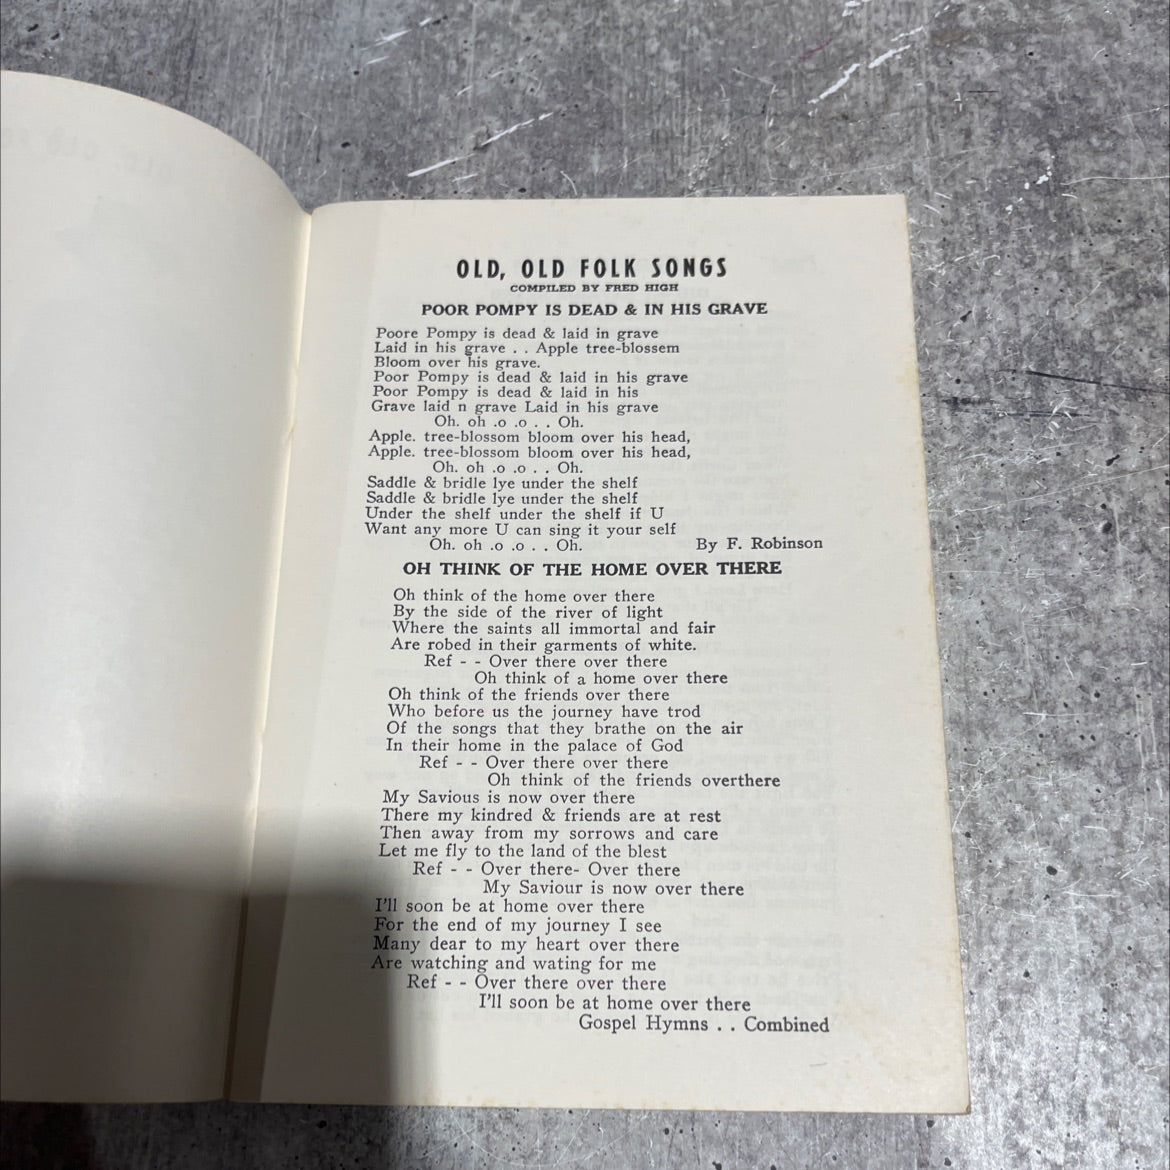 OLD, OLD FOLK SONGS
COMPILED BY FRED HIGH
POOR POMPY IS DEAD & IN HIS GRAVE
Poore Pompy is dead & laid in grave
Laid in his grave . . Apple tree-blossem
Bloom over his grave.
Poor Pompy is dead & laid in his grave
Poor Pompy is dead & laid in his
Grave laid n grave Laid in his grave
Oh. oh .o .o . . Oh.
Apple. tree-blossom bloom over his head,
Apple. tree-blossom bloom over his head,
Oh. oh .o .o . . Oh.
Saddle & bridle lye under the shelf
Saddle & bridle lye under the shelf
Under the shelf under the shelf if U
Want any more U can sing it your self
Oh. oh .o .o . . Oh. By F. Robinson
OH THINK OF THE HOME OVER THERE
Oh think of the home over there
By the side of the river of light
Where the saints all immortal and fair
Are robed in their garments of white.
Ref - - Over there over there
Oh think of a home over there
Oh think of the friends over there
Who before us the journey have trod
Of the songs that they brathe on the air
In their home in the palace of God
Ref - - Over there over there
Oh think of the friends overthere
My Savious is now over there
There my kindred & friends are at rest
Then away from my sorrows and care
Let me fly to the land of the blest
Ref - - Over there- Over there
My Saviour is now over there
I'll soon be at home over there
For the end of my journey I see
Many dear to my heart over there
Are watching and wating for me
Ref - - Over there over there
I'll soon be at home over there
Gospel Hymns . . Combined